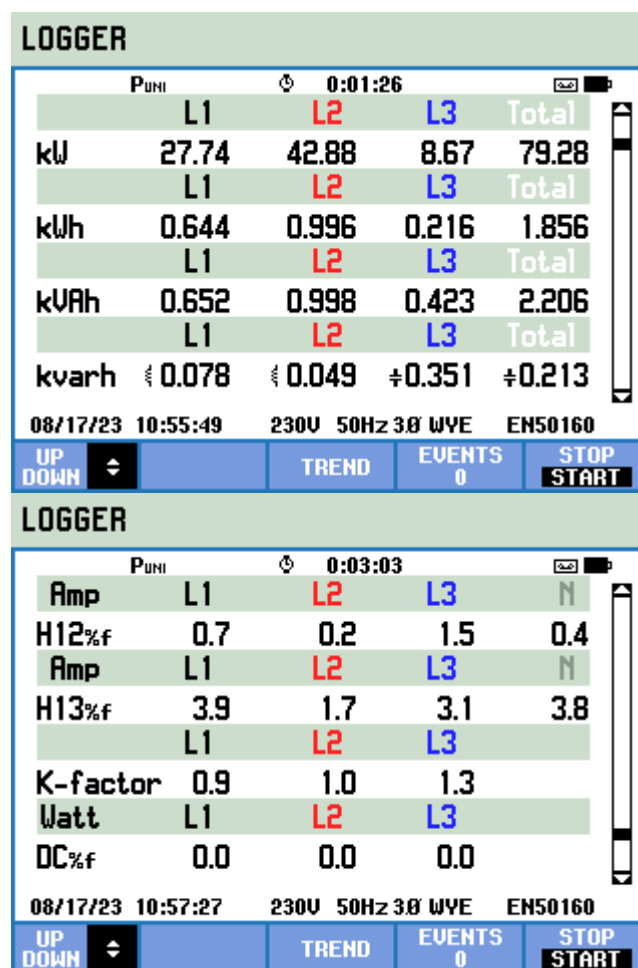 LOGGER
PUNI 0:01:26
L1 L2 L3 Total
kW 27.74 42.88 8.67 79.28
L1 L2 L3 Total
kWh 0.644 0.996 0.216 1.856
L1 L2 L3 Total
kVAh 0.652 0.998 0.423 2.206
L1 L2 L3 Total
kvarh 0.078 0.049 0.351 0.213
08/17/23 10:55:49 230V 50Hz 3Ø WYE EN50160
UP TREND EVENTS STOP
DOWN 0 START
LOGGER
PUNI 0:03:03
Amp L1 L2 L3 N
H12%f 0.7 0.2 1.5 0.4
Amp L1 L2 L3 N
H13%f 3.9 1.7 3.1 3.8
L1 L2 L3
K-factor 0.9 1.0 1.3
Watt L1 L2 L3
DC%f 0.0 0.0 0.0
08/17/23 10:57:27 230V 50Hz 3Ø WYE EN50160
UP TREND EVENTS STOP
DOWN 0 START